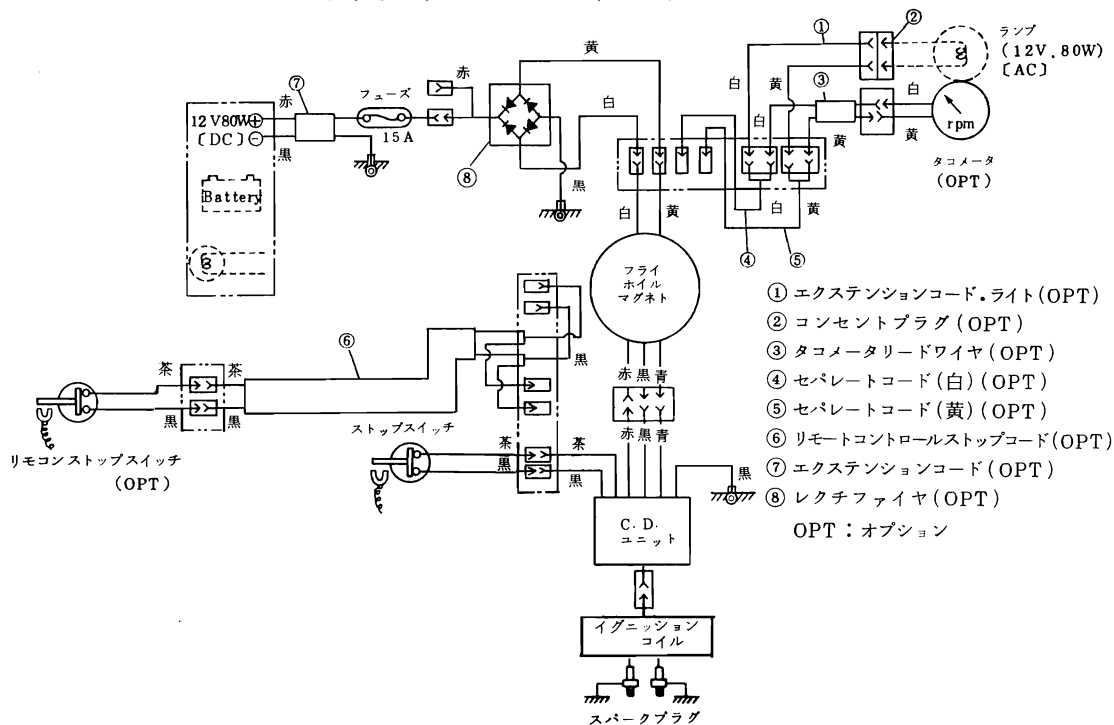 ① ② ランプ
(12V.80W)
〔AC〕
黄
白 黄 ③
赤
⑦ フューズ
赤
12V80W⊕
〔DC〕⊖
15A
黒
白
白
黄
rpm
タコメータ
(OPT)
⑧
黒
Battery
白 黄
白 黄
④ ⑤
フライ
ホイル
マグネト
① エクステンションコード・ライト(OPT)
② コンセントプラグ(OPT)
③ タコメータリードワイヤ(OPT)
④ セパレートコード(白)(OPT)
⑤ セパレートコード(黄)(OPT)
⑥ リモートコントロールストップコード(OPT)
⑦ エクステンションコード(OPT)
⑧ レクチファイヤ(OPT)
OPT:オプション
⑥
黒
茶 茶
黒 黒
リモコンストップスイッチ
(OPT)
ストップスイッチ
茶 茶
黒 黒
赤 黒 青
赤 黒 青
黒
C.D.
ユニット
イグニッション
コイル
スパークプラグ